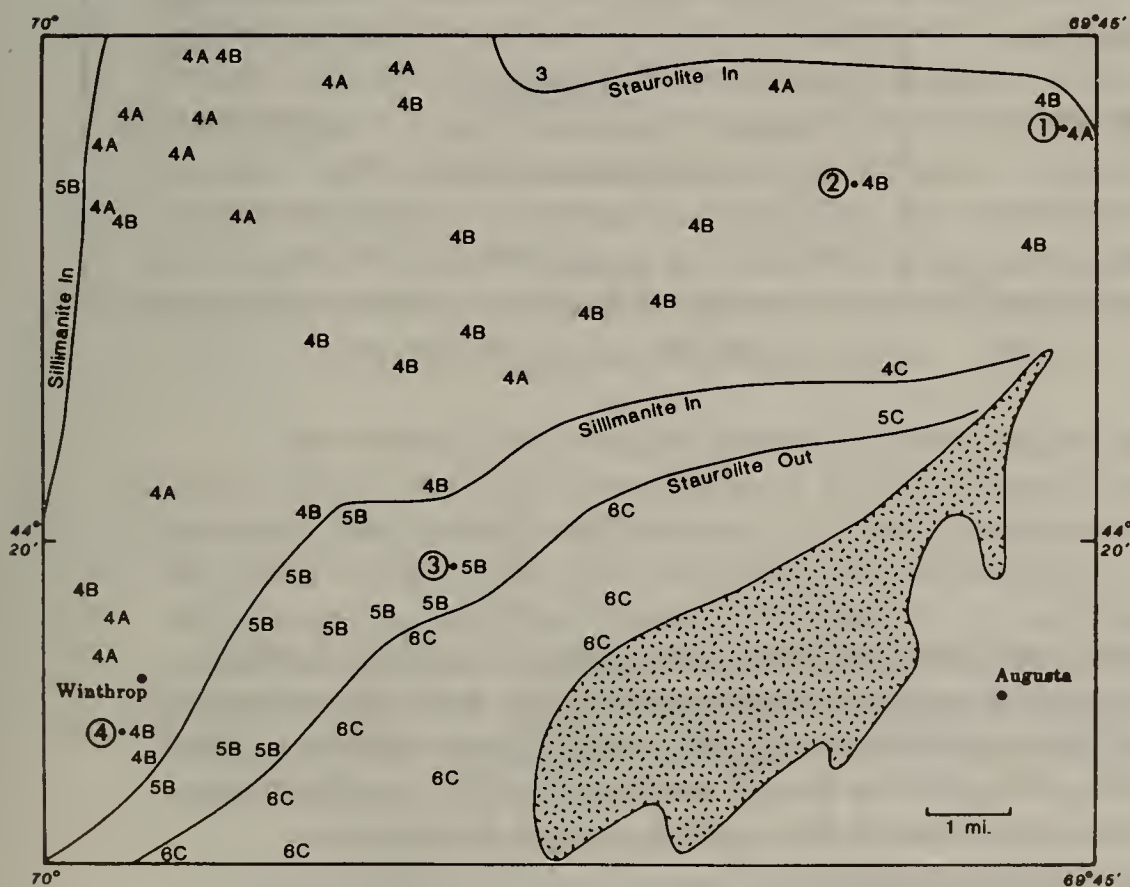 70°
69°45'
4A 4B
4A
4A
3
Staurolite In
4A
4B
4B
4A
4A
①
4A
4A
4A
②
4B
5B
4A
4B
4A
4B
4B
4B
Sillimanite In
4B
4B
4B
4B
4B
4A
4C
Sillimanite In
5C
Staurolite Out
4A
4B
4B
5B
6C
44°
20'
44°
20'
③
5B
5B
4B
4A
5B
5B
5B
5B
6C
6C
6C
4A
Winthrop
Augusta
④
4B
4B
5B
5B
6C
5B
6C
6C
1 mi.
6C
6C
70°
69°45'